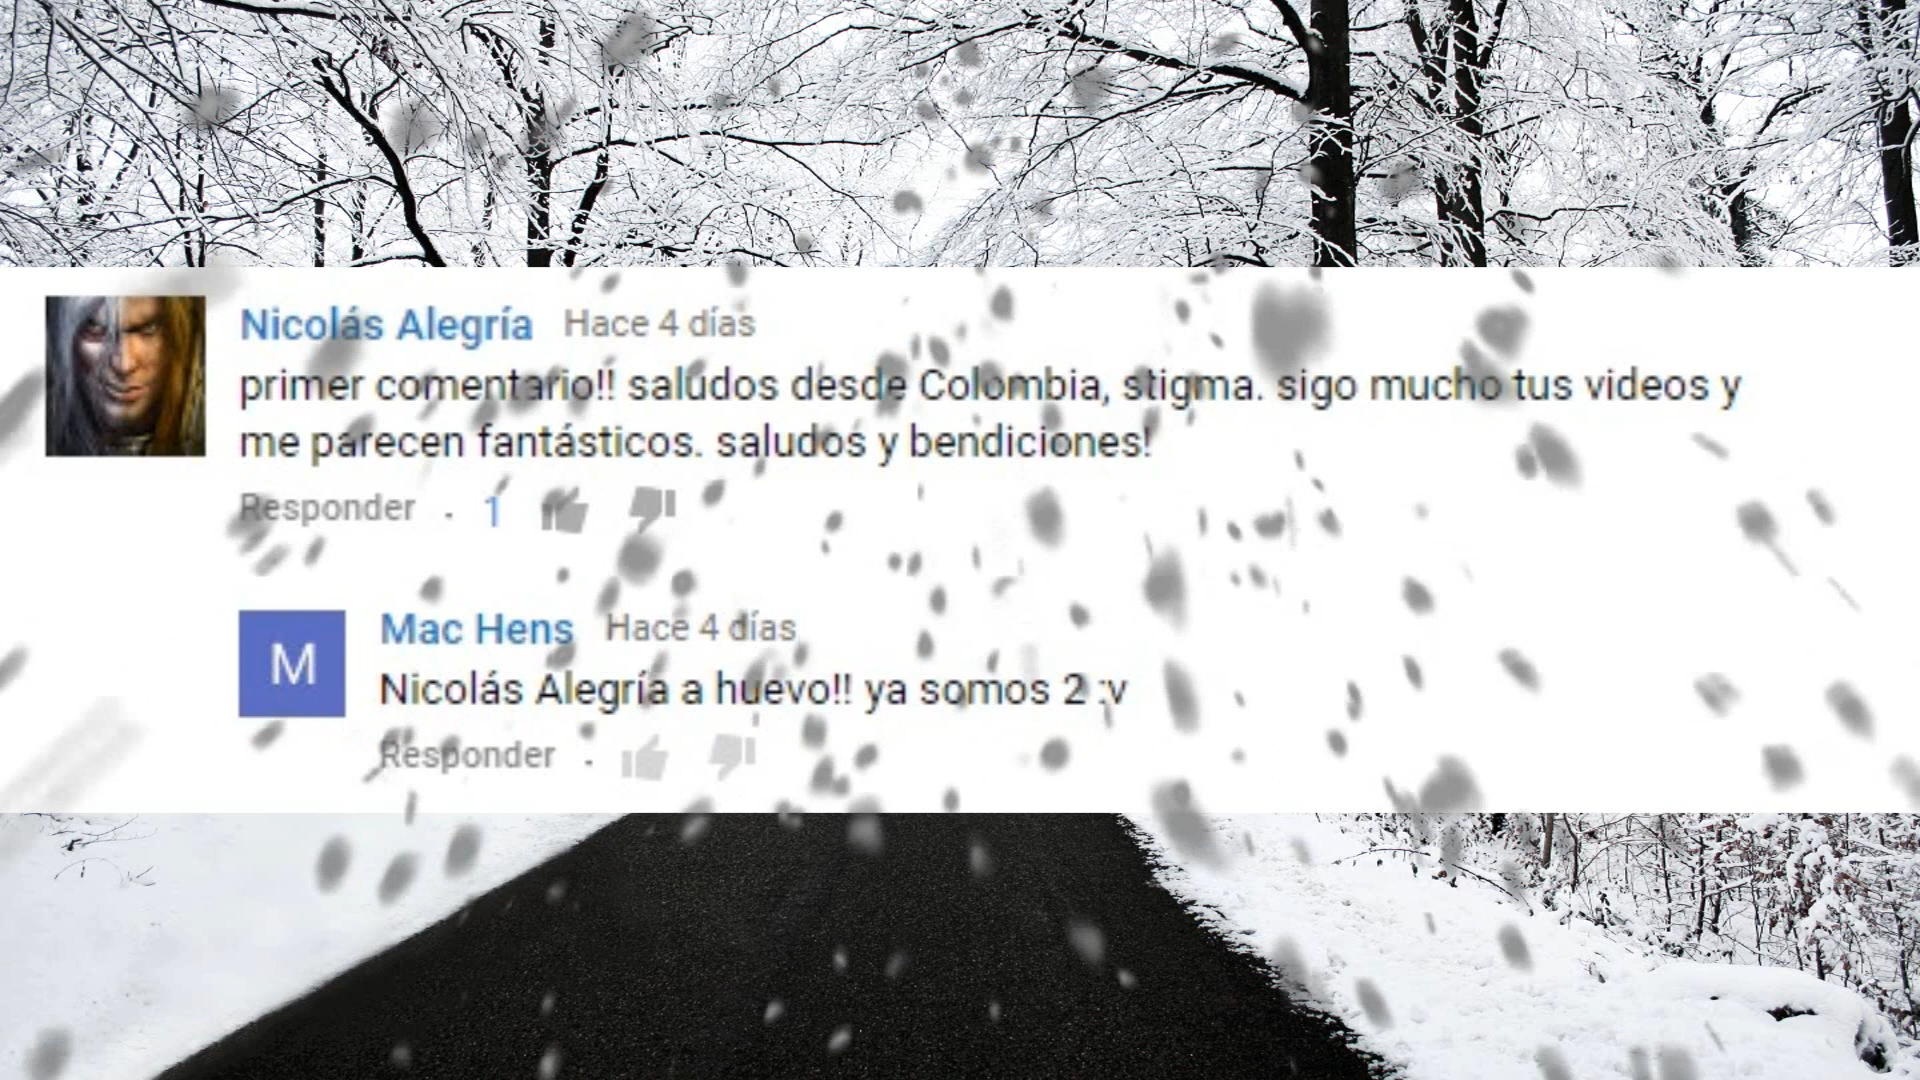 Nicolás Alegría Hace 4 días
primer comentario!! saludos desde Colombia, stigma. sigo mucho tus videos y
me parecen fantásticos. saludos y bendiciones!
Responder . 1
M
Mac Hens Hace 4 días
Nicolás Alegría a huevo!! ya somos 2 :v
Responder .